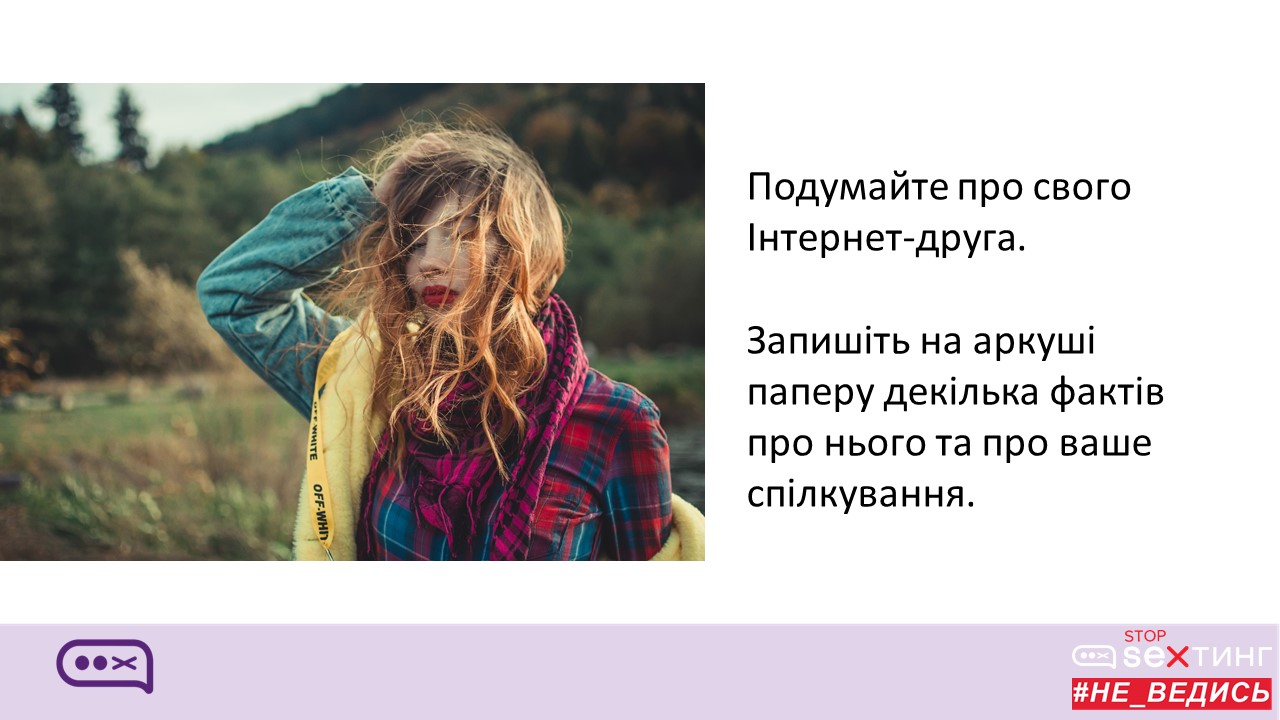 Подумайте про свого
Інтернет-друга.
Запишіть на аркуші
паперу декілька фактів
про нього та про ваше
спілкування.
OFF-WHITE
OFF-WHIT
STOP
sexтинг
#НЕ_ВЕДИСЬ